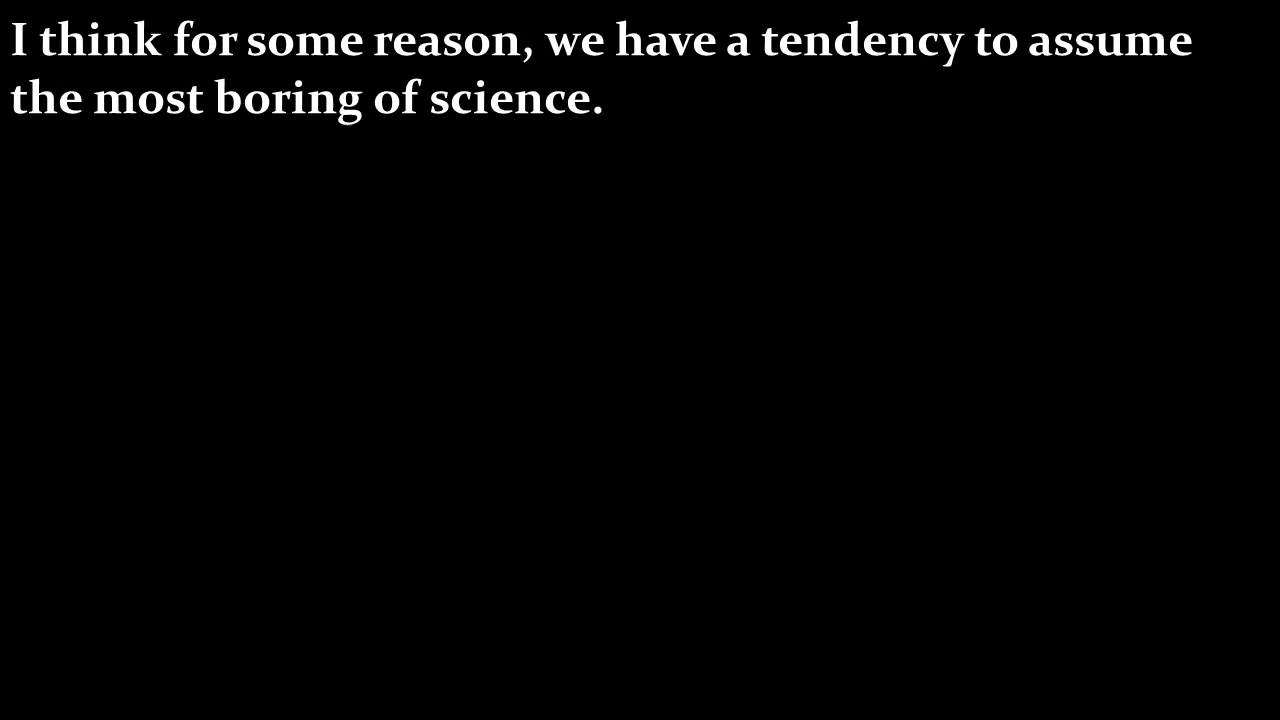 I think for some reason, we have a tendency to assume
the most boring of science.